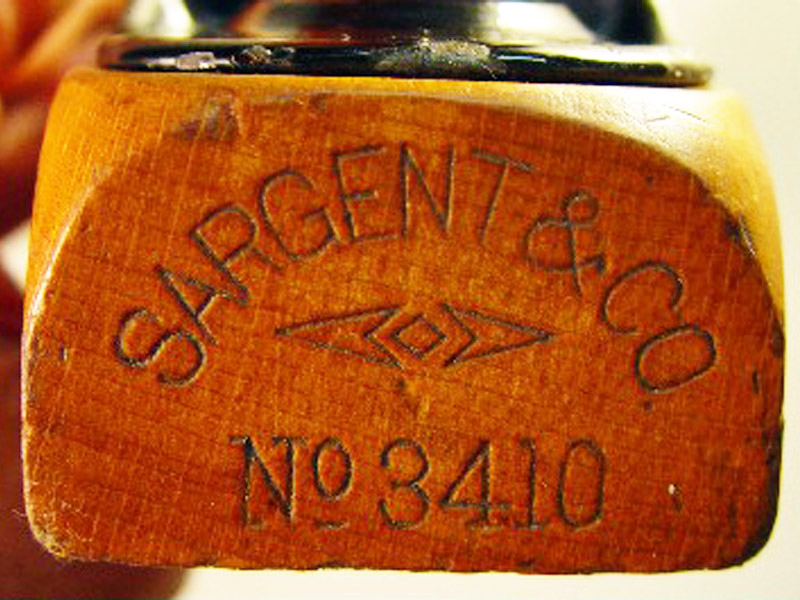 SARGENT & CO
No 3410